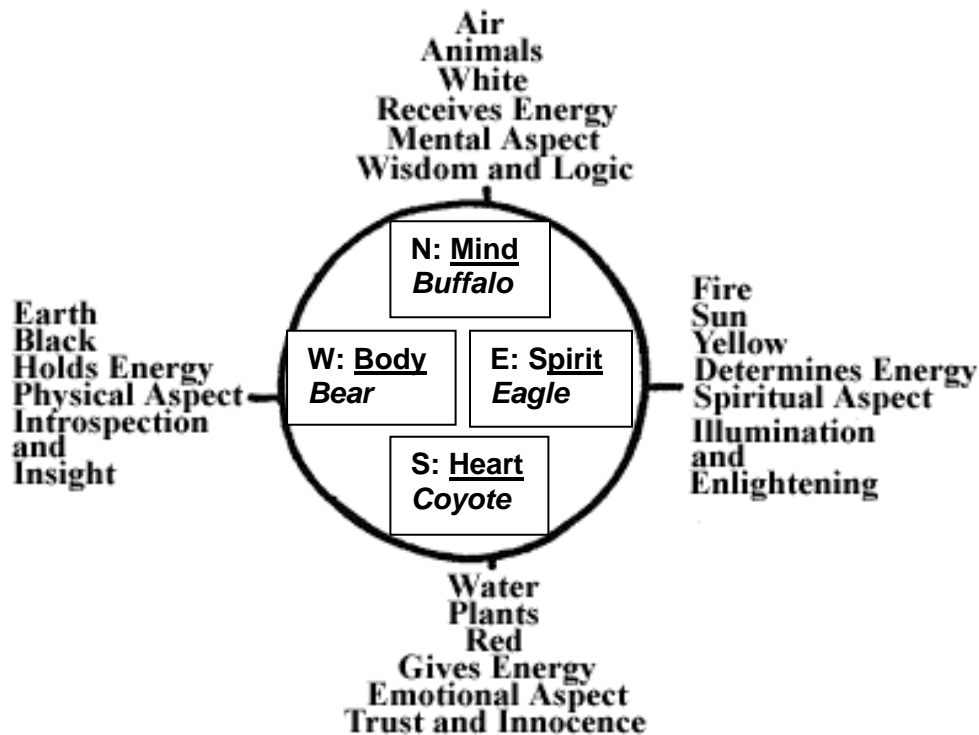 Air
Animals
White
Receives Energy
Mental Aspect
Wisdom and Logic
N: Mind
Buffalo
Earth
Black
Holds Energy
Physical Aspect
Introspection
and
Insight
W: Body
Bear
E: Spirit
Eagle
Fire
Sun
Yellow
Determines Energy
Spiritual Aspect
Illumination
and
Enlightening
S: Heart
Coyote
Water
Plants
Red
Gives Energy
Emotional Aspect
Trust and Innocence